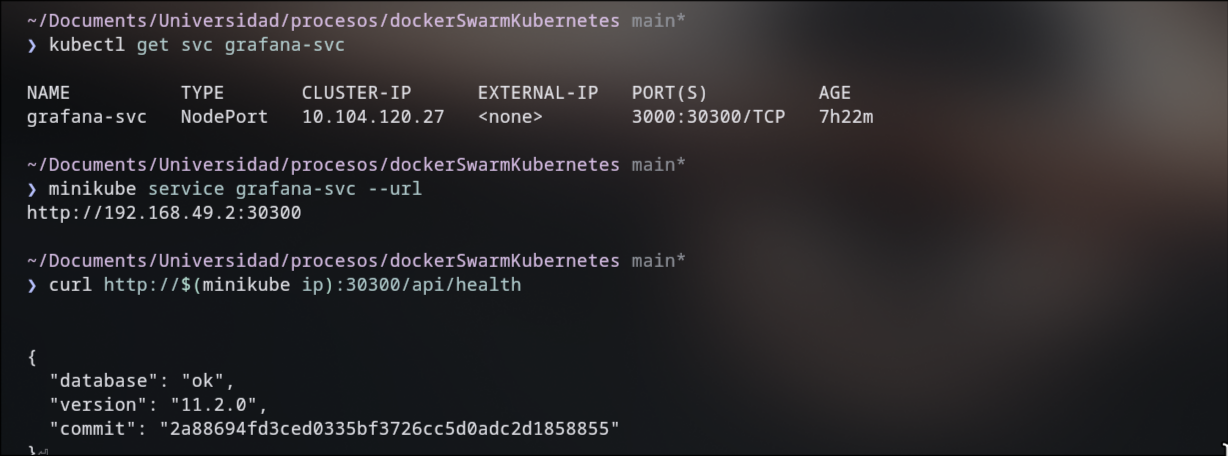 ~/Documents/Universidad/procesos/dockerSwarmKubernetes main*
❯ kubectl get svc grafana-svc
NAME TYPE CLUSTER-IP EXTERNAL-IP PORT(S) AGE
grafana-svc NodePort 10.104.120.27 <none> 3000:30300/TCP 7h22m
~/Documents/Universidad/procesos/dockerSwarmKubernetes main*
❯ minikube service grafana-svc --url
http://192.168.49.2:30300
~/Documents/Universidad/procesos/dockerSwarmKubernetes main*
❯ curl http://$(minikube ip):30300/api/health
{
"database": "ok",
"version": "11.2.0",
"commit": "2a88694fd3ced0335bf3726cc5d0adc2d1858855"
}⏎